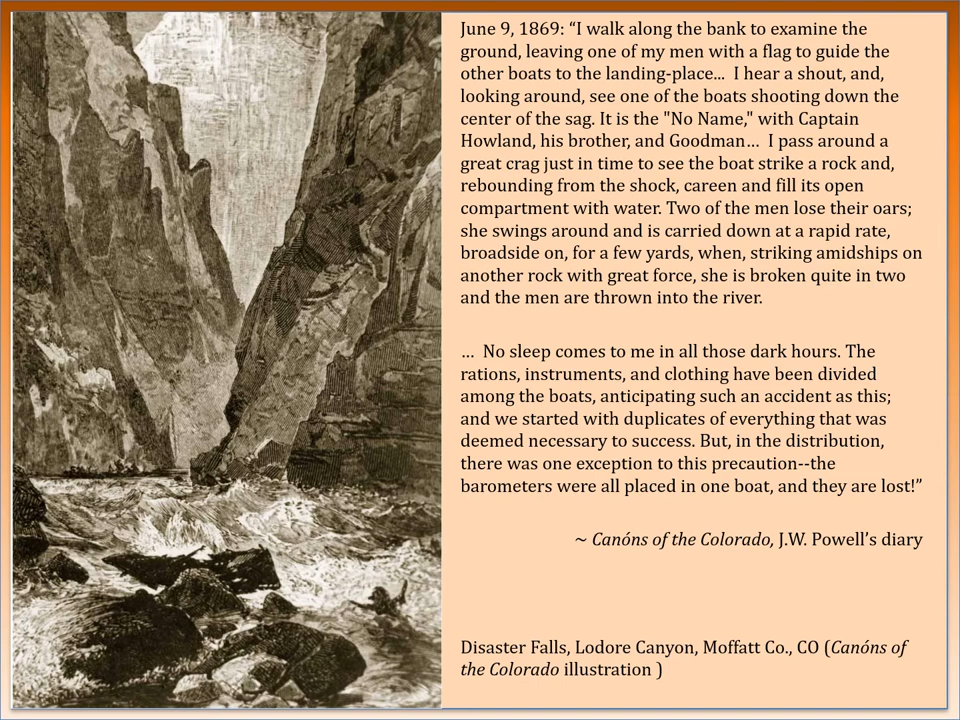 June 9, 1869: “I walk along the bank to examine the
ground, leaving one of my men with a flag to guide the
other boats to the landing-place...  I hear a shout, and,
looking around, see one of the boats shooting down the
center of the sag. It is the "No Name," with Captain
Howland, his brother, and Goodman…  I pass around a
great crag just in time to see the boat strike a rock and,
rebounding from the shock, careen and fill its open
compartment with water. Two of the men lose their oars;
she swings around and is carried down at a rapid rate,
broadside on, for a few yards, when, striking amidships on
another rock with great force, she is broken quite in two
and the men are thrown into the river.
…  No sleep comes to me in all those dark hours. The
rations, instruments, and clothing have been divided
among the boats, anticipating such an accident as this;
and we started with duplicates of everything that was
deemed necessary to success. But, in the distribution,
there was one exception to this precaution--the
barometers were all placed in one boat, and they are lost!”
~ Canóns of the Colorado, J.W. Powell’s diary
Disaster Falls, Lodore Canyon, Moffatt Co., CO (Canóns of
the Colorado illustration )